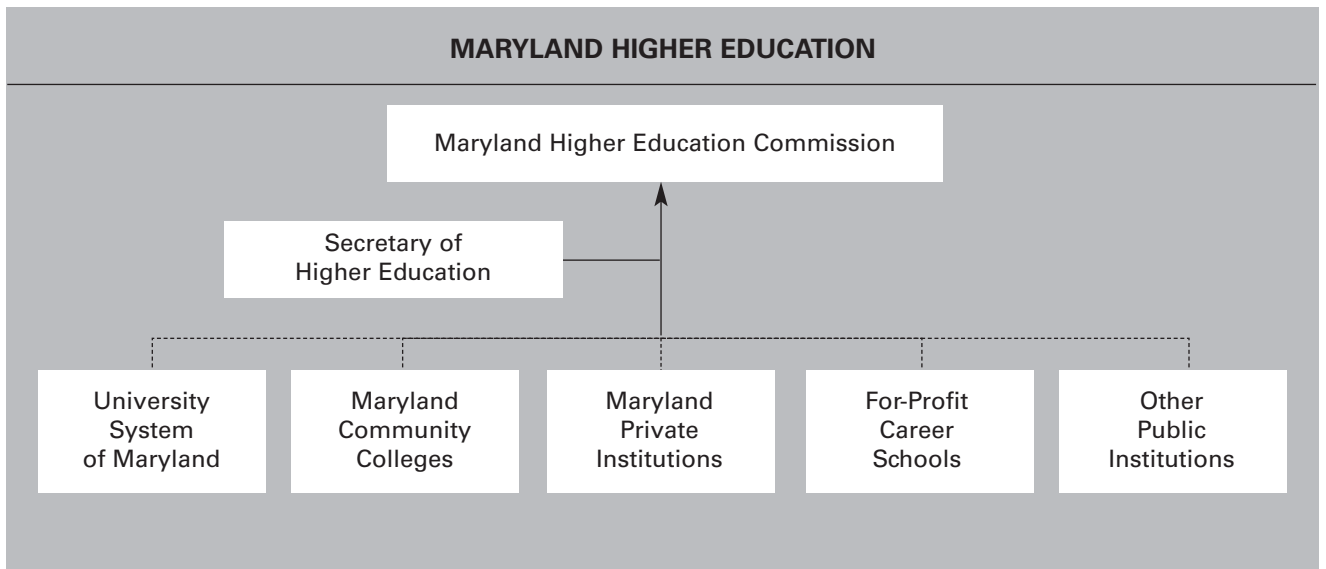 MARYLAND HIGHER EDUCATION
Maryland Higher Education Commission
Secretary of
Higher Education
University
System
of Maryland
Maryland
Community
Colleges
Maryland
Private
Institutions
For-Profit
Career
Schools
Other
Public
Institutions